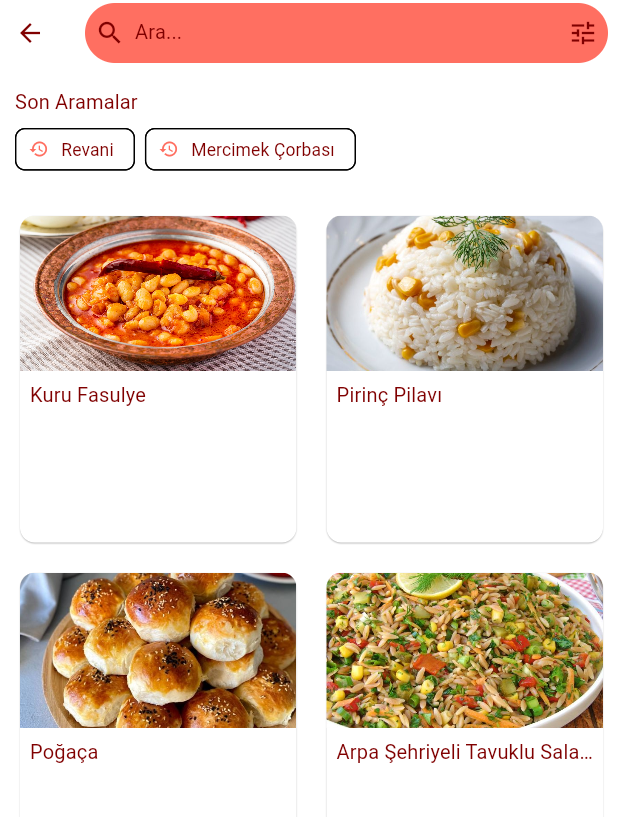 Ara...
Son Aramalar
Revani
Mercimek Çorbası
Kuru Fasulye
Pirinç Pilavı
Poğaça
Arpa Şehriyeli Tavuklu Sala...